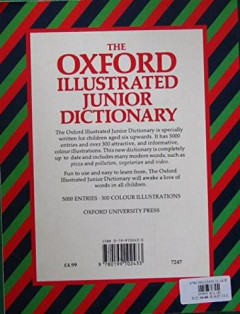 THE
OXFORD
ILLUSTRATED
JUNIOR
DICTIONARY
The Oxford Illustrated Junior Dictionary is specially
written for children aged six upwards. It has 5000
entries and over 300 attractive, and informative,
colour illustrations. This new dictionary is completely
up to date and includes many modern words, such as
pizza and pollution, vegetarian and video.
Fun to use and easy to learn from, The Oxford
Illustrated Junior Dictionary will awake a love of
words in all children.
5000 ENTRIES · 300 COLOUR ILLUSTRATIONS
OXFORD UNIVERSITY PRESS
£4.99
7247